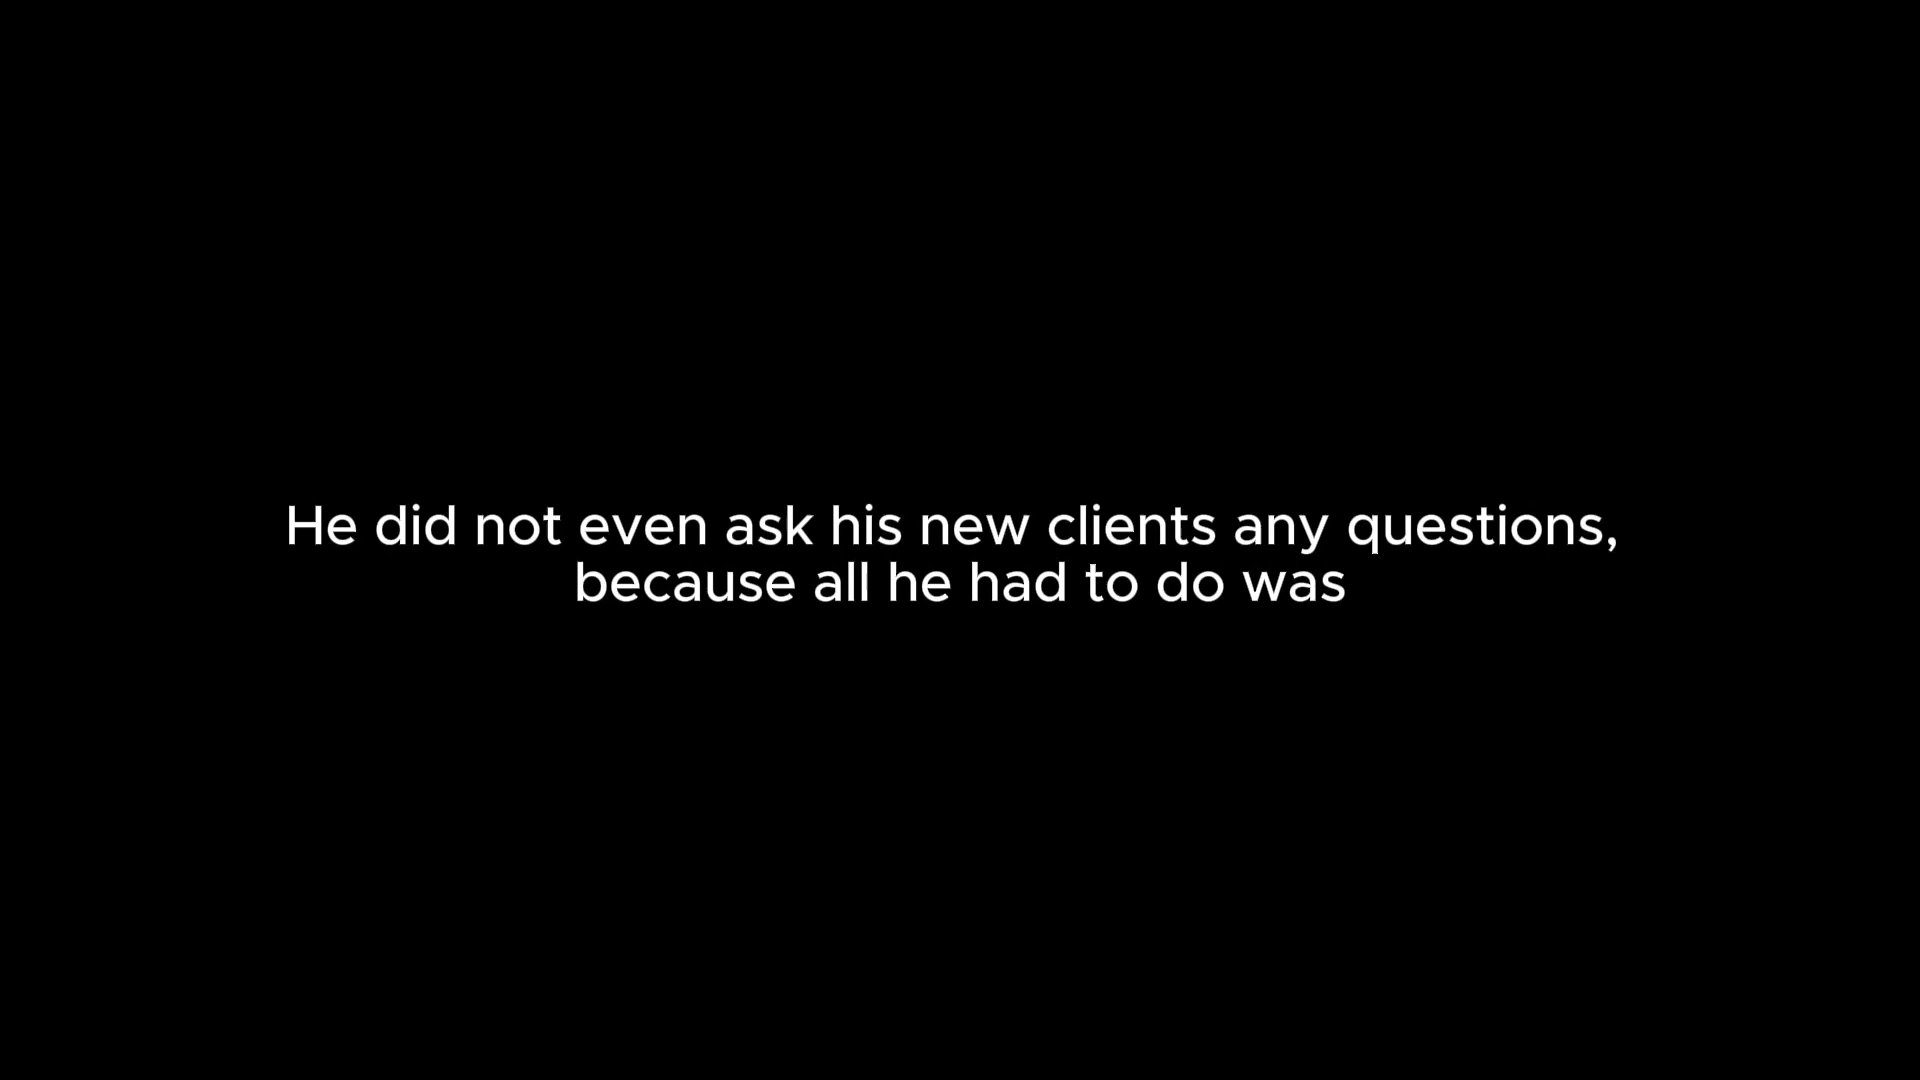 He did not even ask his new clients any questions,
because all he had to do was